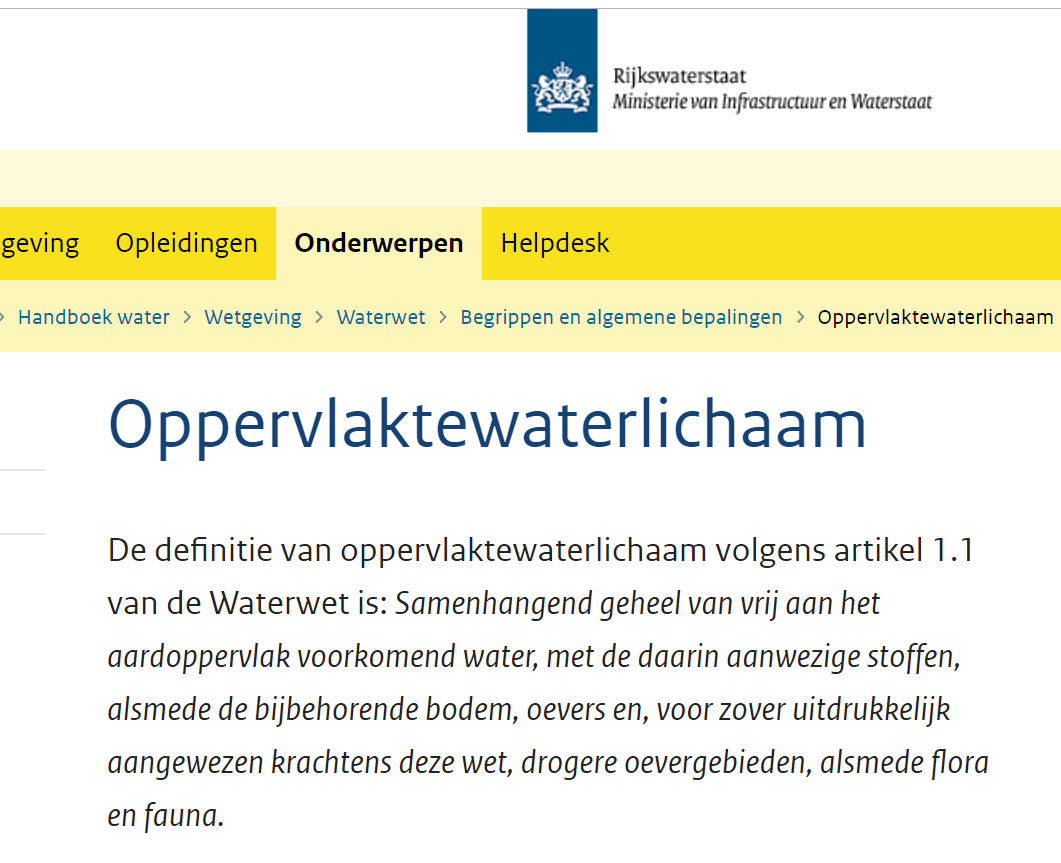 Rijkswaterstaat
Ministerie van Infrastructuur en Waterstaat
geving Opleidingen Onderwerpen Helpdesk
> Handboek water > Wetgeving > Waterwet > Begrippen en algemene bepalingen > Oppervlaktewaterlichaam
Oppervlaktewaterlichaam
De definitie van oppervlaktewaterlichaam volgens artikel 1.1
van de Waterwet is: Samenhangend geheel van vrij aan het
aardoppervlak voorkomend water, met de daarin aanwezige stoffen,
alsmede de bijbehorende bodem, oevers en, voor zover uitdrukkelijk
aangewezen krachtens deze wet, drogere oevergebieden, alsmede flora
en fauna.